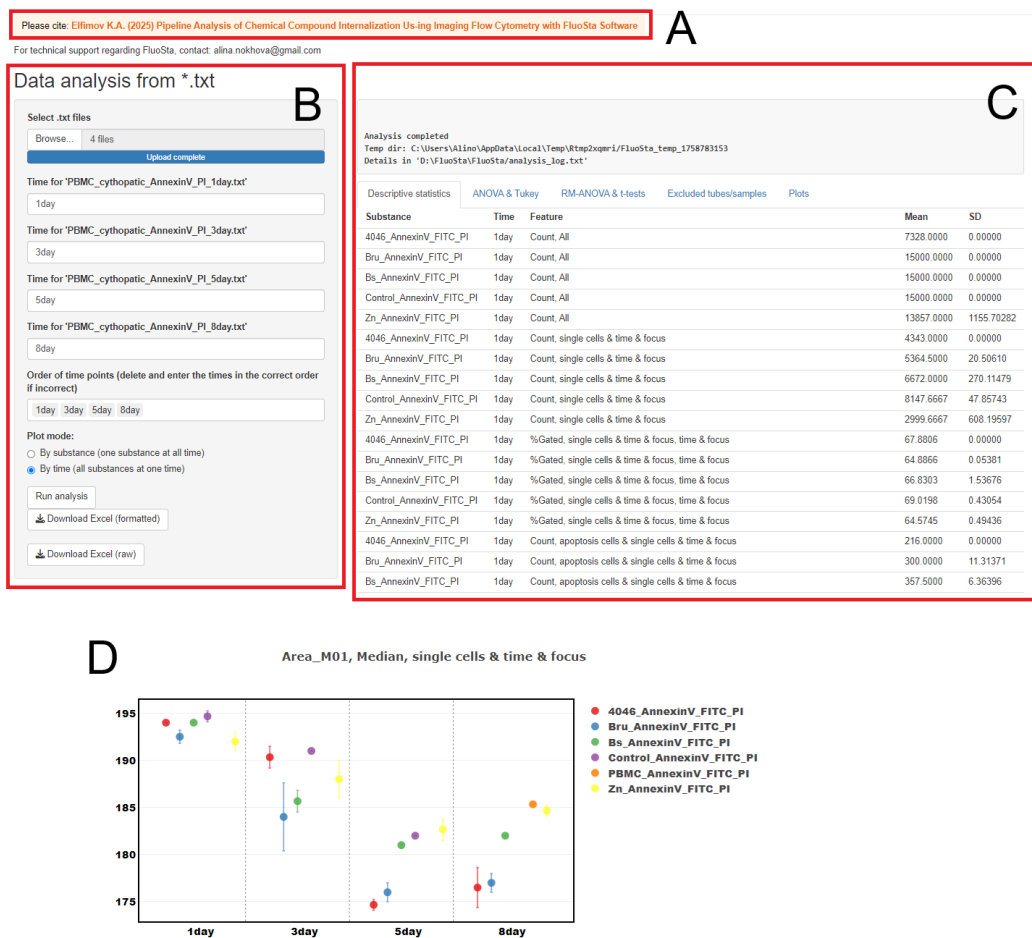 Please cite: Elfimov K.A. (2025) Pipeline Analysis of Chemical Compound Internalization Us-ing Imaging Flow Cytometry with FluoSta Software
A
For technical support regarding FluoSta, contact: alina.nokhova@gmail.com
Data analysis from *.txt
B
Select .txt files
Browse... 4 files
Upload complete
Time for 'PBMC_cythopatic_AnnexinV_PI_1day.txt'
1day
Time for 'PBMC_cythopatic_AnnexinV_PI_3day.txt'
3day
Time for 'PBMC_cythopatic_AnnexinV_PI_5day.txt'
5day
Time for 'PBMC_cythopatic_AnnexinV_PI_8day.txt'
8day
Order of time points (delete and enter the times in the correct order
if incorrect)
1day 3day 5day 8day
Plot mode:
By substance (one substance at all time)
By time (all substances at one time)
Run analysis
Download Excel (formatted)
Download Excel (raw)
C
Analysis completed
Temp dir: C:\Users\Alino\AppData\Local\Temp\Rtmp2xqmri/FluoSta_temp_1758783153
Details in 'D:\FluoSta\FluoSta/analysis_log.txt'
Descriptive statistics ANOVA & Tukey RM-ANOVA & t-tests Excluded tubes/samples Plots
Substance Time Feature Mean SD
4046_AnnexinV_FITC_PI 1day Count, All 7328.0000 0.00000
Bru_AnnexinV_FITC_PI 1day Count, All 15000.0000 0.00000
Bs_AnnexinV_FITC_PI 1day Count, All 15000.0000 0.00000
Control_AnnexinV_FITC_PI 1day Count, All 15000.0000 0.00000
Zn_AnnexinV_FITC_PI 1day Count, All 13857.0000 1155.70282
4046_AnnexinV_FITC_PI 1day Count, single cells & time & focus 4343.0000 0.00000
Bru_AnnexinV_FITC_PI 1day Count, single cells & time & focus 5364.5000 20.50610
Bs_AnnexinV_FITC_PI 1day Count, single cells & time & focus 6672.0000 270.11479
Control_AnnexinV_FITC_PI 1day Count, single cells & time & focus 8147.6667 47.85743
Zn_AnnexinV_FITC_PI 1day Count, single cells & time & focus 2999.6667 608.19597
4046_AnnexinV_FITC_PI 1day %Gated, single cells & time & focus, time & focus 67.8806 0.00000
Bru_AnnexinV_FITC_PI 1day %Gated, single cells & time & focus, time & focus 64.8866 0.05381
Bs_AnnexinV_FITC_PI 1day %Gated, single cells & time & focus, time & focus 66.8303 1.53676
Control_AnnexinV_FITC_PI 1day %Gated, single cells & time & focus, time & focus 69.0198 0.43054
Zn_AnnexinV_FITC_PI 1day %Gated, single cells & time & focus, time & focus 64.5745 0.49436
4046_AnnexinV_FITC_PI 1day Count, apoptosis cells & single cells & time & focus 216.0000 0.00000
Bru_AnnexinV_FITC_PI 1day Count, apoptosis cells & single cells & time & focus 300.0000 11.31371
Bs_AnnexinV_FITC_PI 1day Count, apoptosis cells & single cells & time & focus 357.5000 6.36396
D
Area_M01, Median, single cells & time & focus
195
190
185
180
175
1day 3day 5day 8day
4046_AnnexinV_FITC_PI
Bru_AnnexinV_FITC_PI
Bs_AnnexinV_FITC_PI
Control_AnnexinV_FITC_PI
PBMC_AnnexinV_FITC_PI
Zn_AnnexinV_FITC_PI